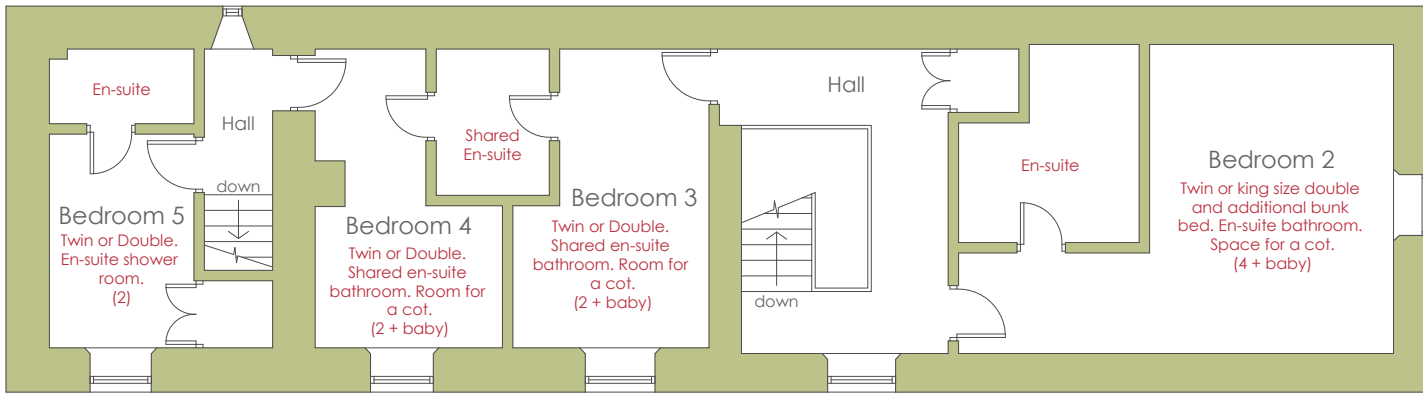 En-suite
Hall
down
Bedroom 5
Twin or Double.
En-suite shower
room.
(2)
Bedroom 4
Twin or Double.
Shared en-suite
bathroom. Room for
a cot.
(2 + baby)
Shared
En-suite
Bedroom 3
Twin or Double.
Shared en-suite
bathroom. Room for
a cot.
(2 + baby)
Hall
down
En-suite
Bedroom 2
Twin or king size double
and additional bunk
bed. En-suite bathroom.
Space for a cot.
(4 + baby)